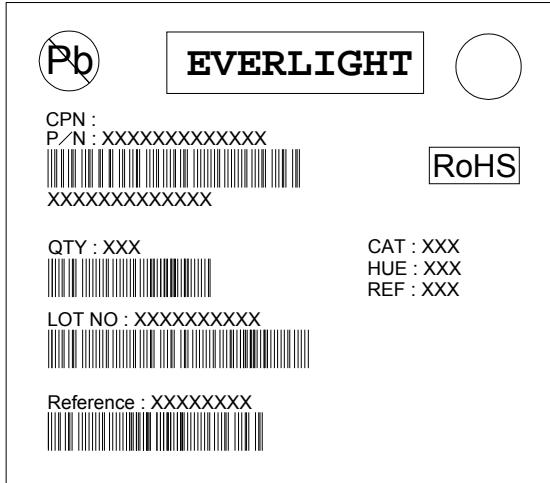 Pb
EVERLIGHT
CPN :
P/N : XXXXXXXXXXXXX
RoHS
XXXXXXXXXXXXX
QTY : XXX
CAT : XXX
HUE : XXX
REF : XXX
LOT NO : XXXXXXXXXX
Reference : XXXXXXXX